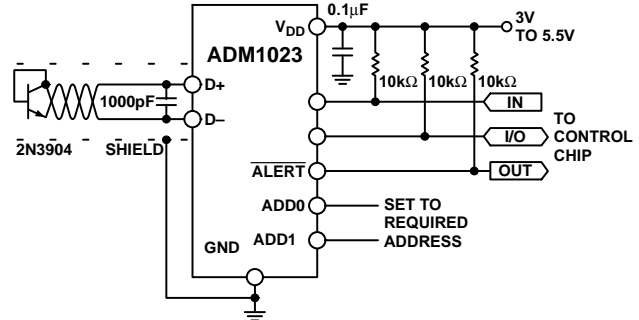 0.1µF
VDD
3V
TO 5.5V
ADM1023
10kΩ 10kΩ 10kΩ
D+
1000pF
D–
IN
I/O
TO
CONTROL
CHIP
2N3904
SHIELD
ALERT
OUT
ADD0
SET TO
REQUIRED
ADDRESS
ADD1
GND